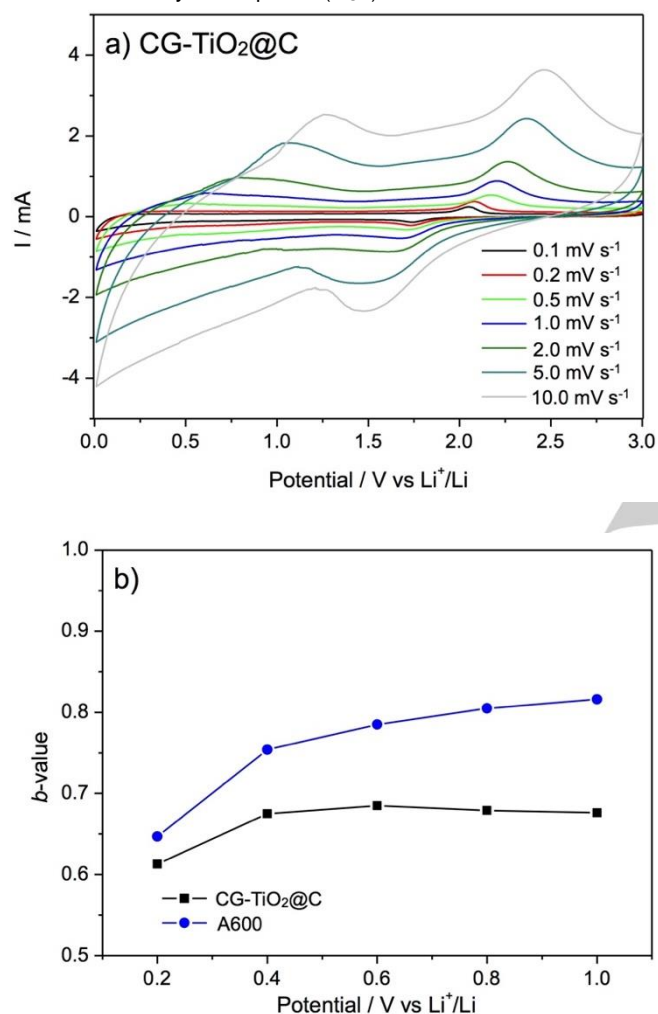 a) CG-TiO₂@C
I / mA
4
2
0
-2
-4
0.1 mV s⁻¹
0.2 mV s⁻¹
0.5 mV s⁻¹
1.0 mV s⁻¹
2.0 mV s⁻¹
5.0 mV s⁻¹
10.0 mV s⁻¹
0.0 0.5 1.0 1.5 2.0 2.5 3.0
Potential / V vs Li⁺/Li
b)
b-value
1.0
0.9
0.8
0.7
0.6
0.5
CG-TiO₂@C
A600
0.2 0.4 0.6 0.8 1.0
Potential / V vs Li⁺/Li